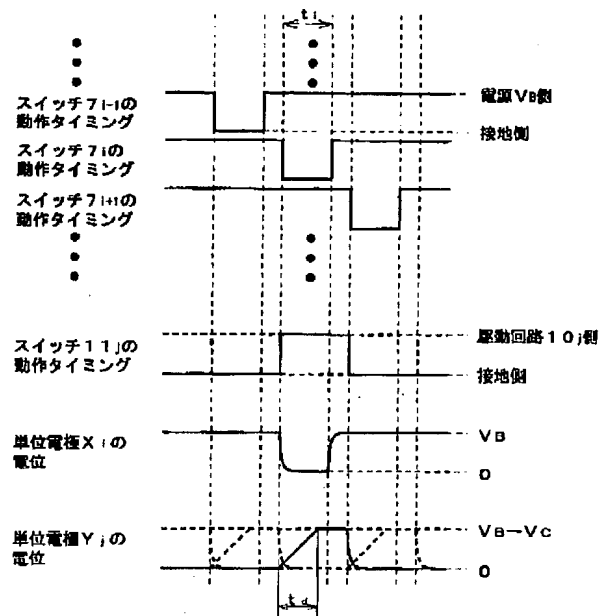 ti
電源VB側
スイッチ7i-1の
動作タイミング
接地側
スイッチ7iの
動作タイミング
スイッチ7i+1の
動作タイミング
スイッチ11jの
動作タイミング
駆動回路10j側
接地側
単位電極Xiの
電位
VB
0
単位電極Yjの
電位
VB-VC
0
td